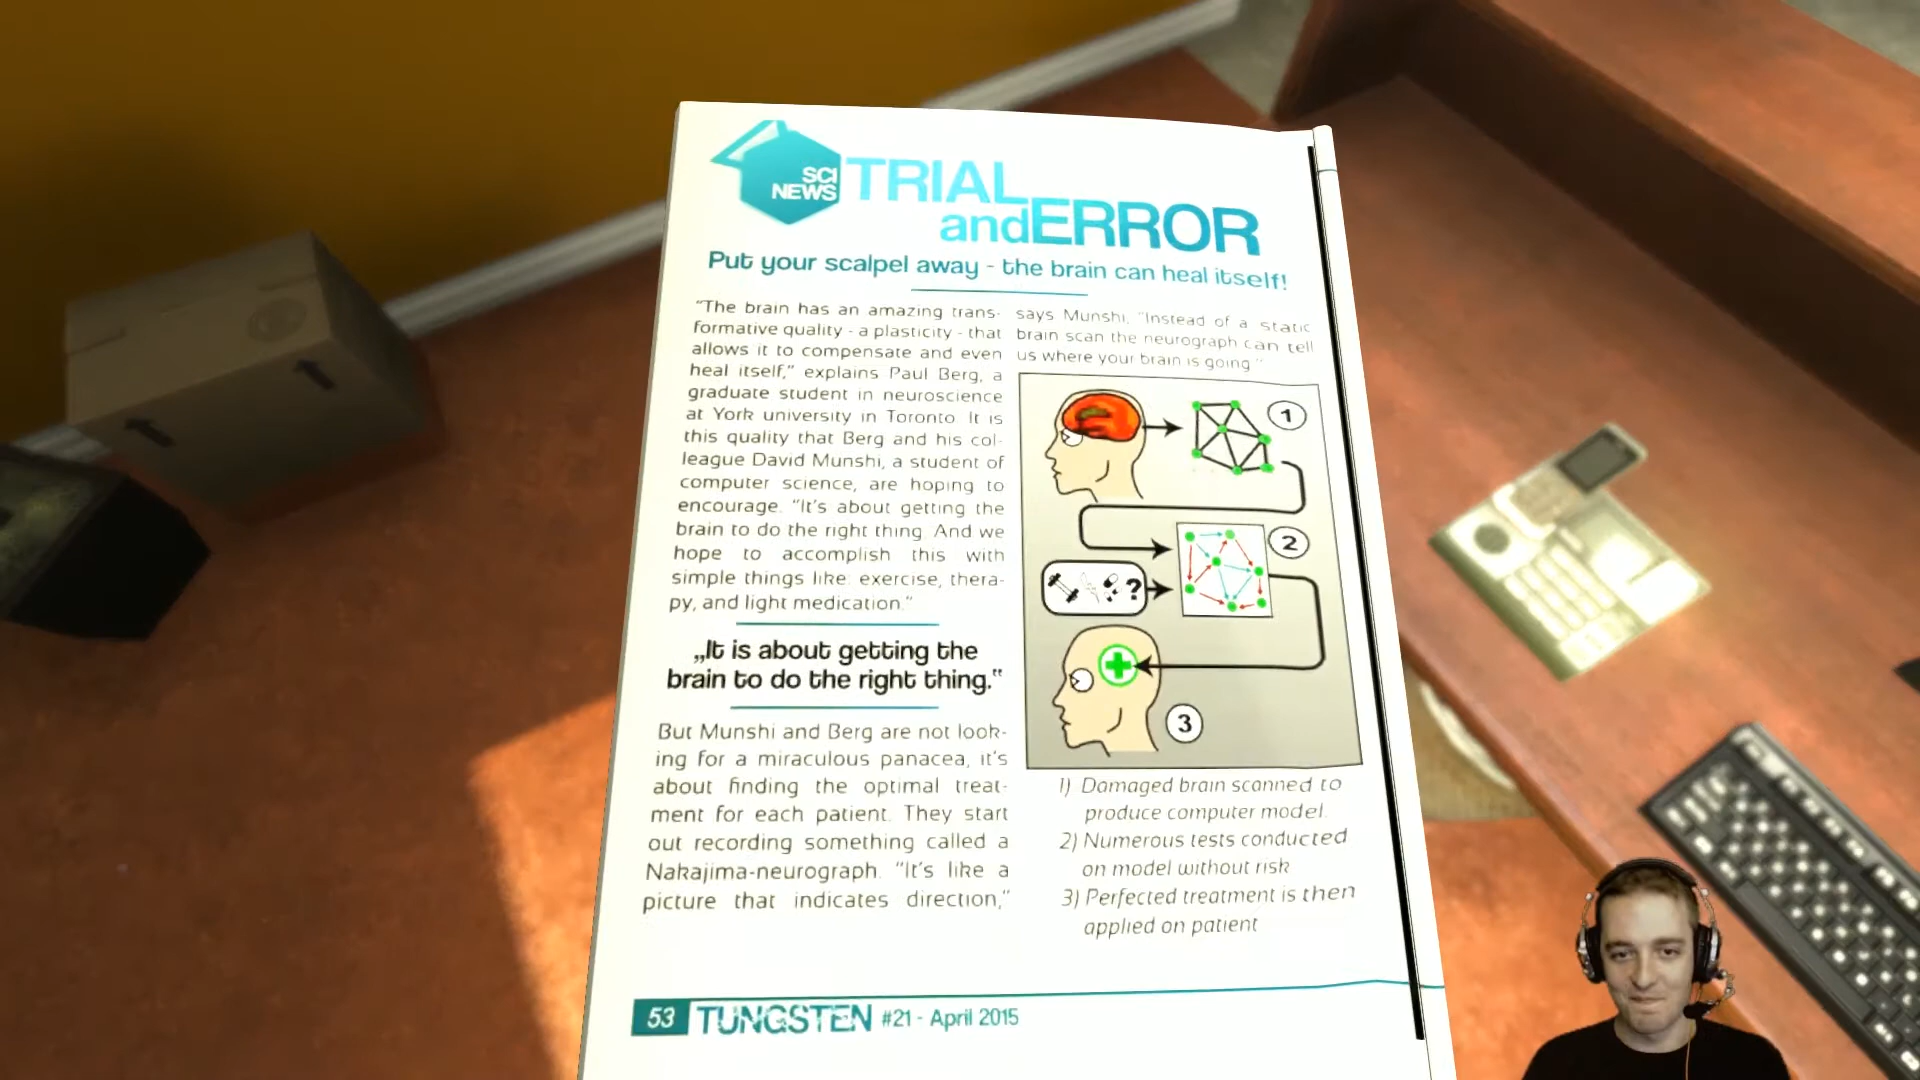 SCI
NEWS
TRIAL
and ERROR
Put your scalpel away - the brain can heal itself!
"The brain has an amazing trans-
formative quality - a plasticity - that
allows it to compensate and even
heal itself," explains Paul Berg, a
graduate student in neuroscience
at York university in Toronto. It is
this quality that Berg and his col-
league David Munshi, a student of
computer science, are hoping to
encourage. "It's about getting the
brain to do the right thing. And we
hope to accomplish this with
simple things like: exercise, thera-
py, and light medication."
„It is about getting the
brain to do the right thing."
But Munshi and Berg are not look-
ing for a miraculous panacea, it's
about finding the optimal treat-
ment for each patient. They start
out recording something called a
Nakajima-neurograph. "It's like a
picture that indicates direction,"
says Munshi, "Instead of a static
brain scan the neurograph can tell
us where your brain is going."
1
2
?
3
1) Damaged brain scanned to
produce computer model.
2) Numerous tests conducted
on model without risk
3) Perfected treatment is then
applied on patient
53 TUNGSTEN #21 - April 2015